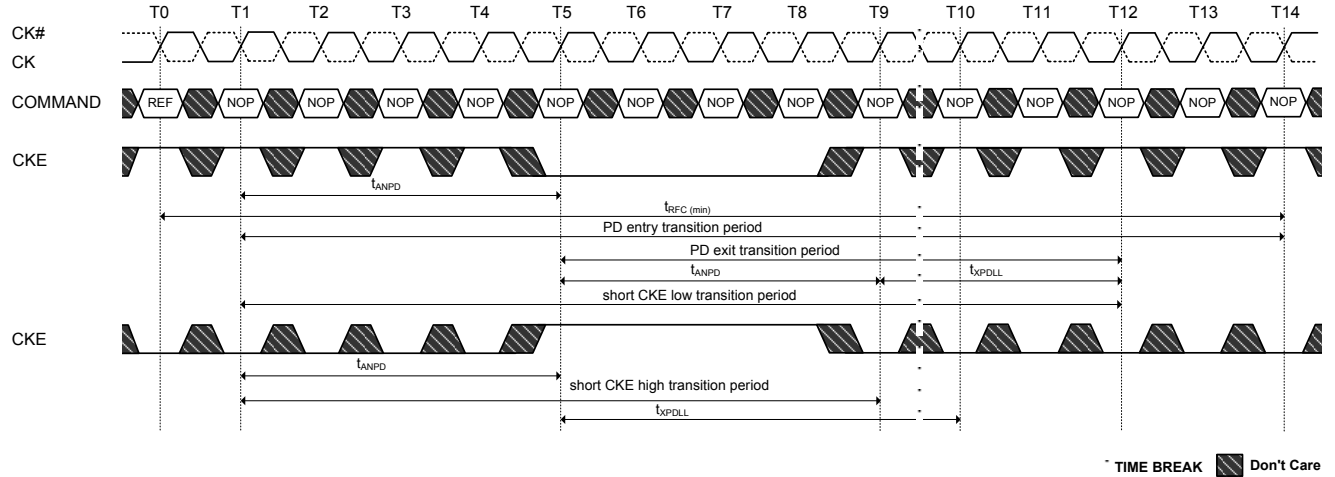 T0 T1 T2 T3 T4 T5 T6 T7 T8 T9 T10 T11 T12 T13 T14
CK#
CK
COMMAND REF NOP NOP NOP NOP NOP NOP NOP NOP NOP NOP NOP NOP NOP NOP
CKE
tANPD
tRFC (min)
PD entry transition period
PD exit transition period
tANPD tXPDLL
short CKE low transition period
CKE
tANPD
short CKE high transition period
tXPDLL
TIME BREAK Don't Care